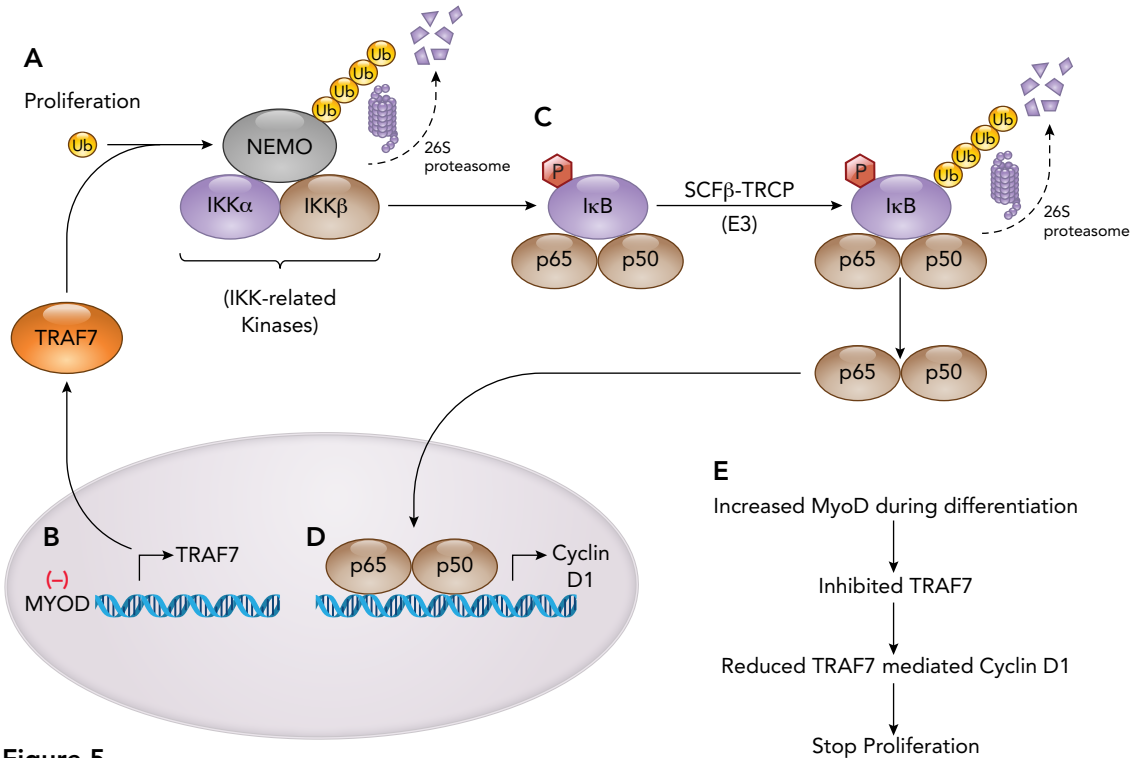 A
Proliferation
Ub
Ub
Ub
Ub
Ub
NEMO
IKKα
IKKβ
26S
proteasome
(IKK-related
Kinases)
TRAF7
C
P
IκB
p65
p50
SCFβ-TRCP
(E3)
P
IκB
Ub
Ub
Ub
Ub
p65
p50
26S
proteasome
p65
p50
B
(–)
MYOD
TRAF7
D
p65
p50
Cyclin
D1
E
Increased MyoD during differentiation
Inhibited TRAF7
Reduced TRAF7 mediated Cyclin D1
Stop Proliferation
Figure 5